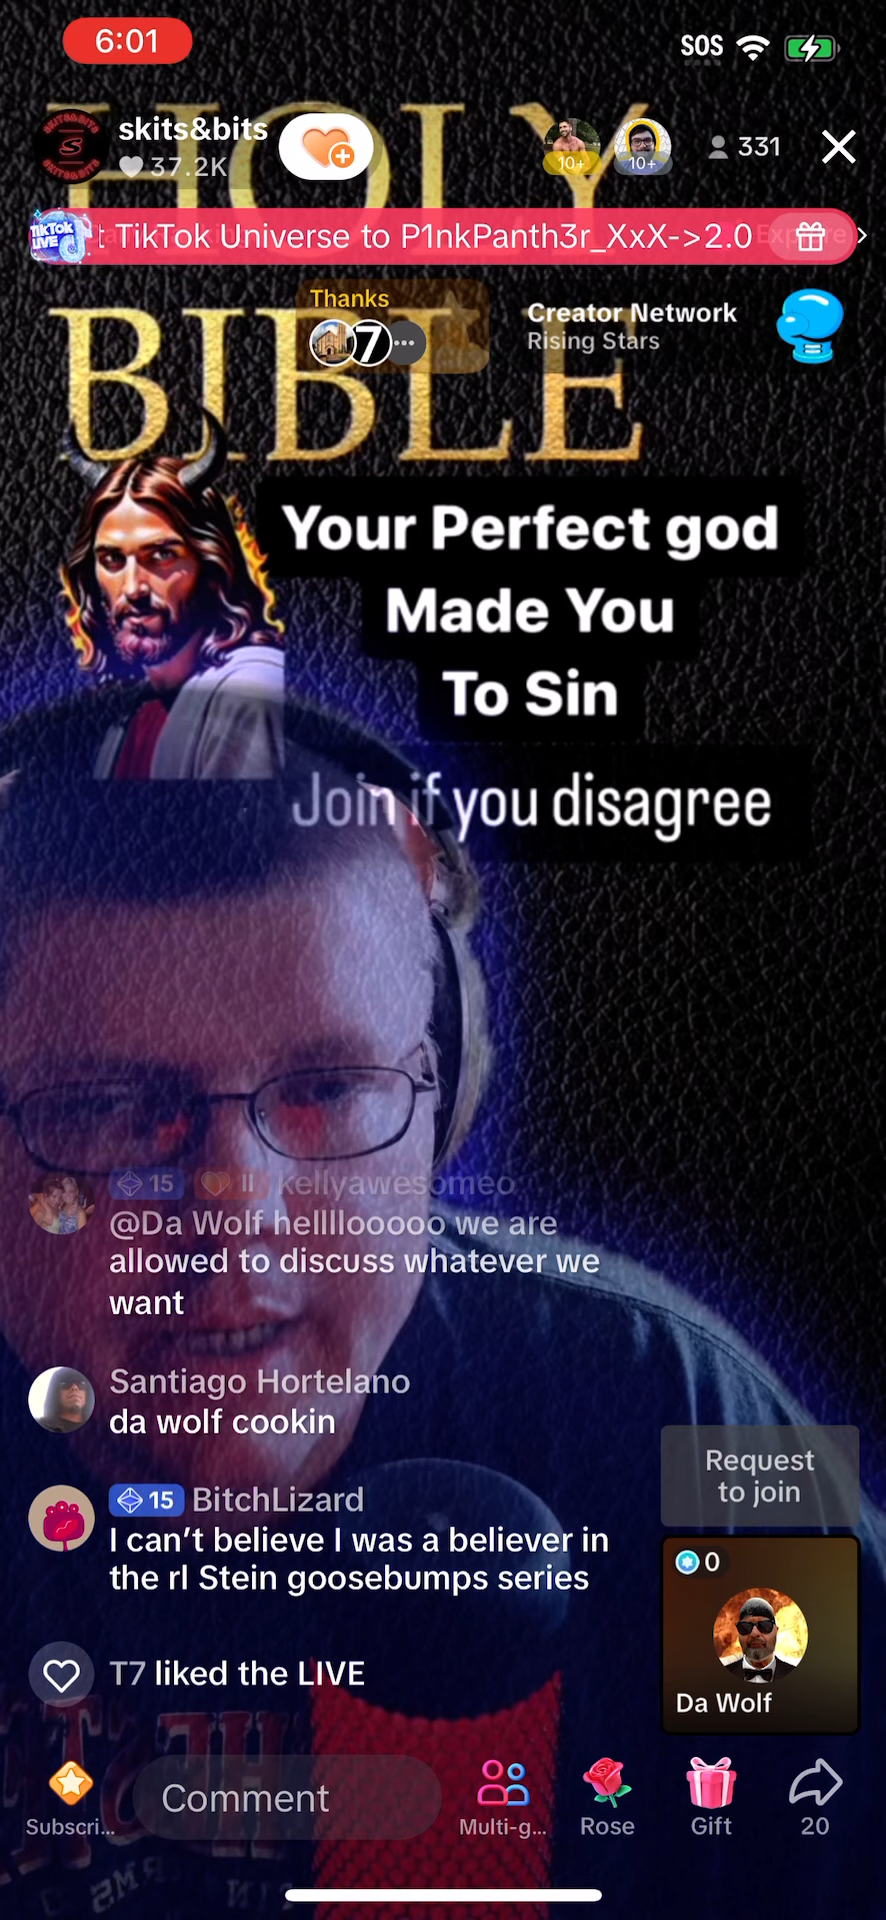 6:01
SOS
HOLY
skits&bits
37.2K
10+
10+
331
TikTok Universe to P1nkPanth3r_XxX->2.0
Thanks
7
Creator Network
Rising Stars
BIBLE
Your Perfect god
Made You
To Sin
Join if you disagree
15 II kellyawesomeo
@Da Wolf helllloooo we are
allowed to discuss whatever we
want
Santiago Hortelano
da wolf cookin
15 BitchLizard
I can't believe I was a believer in
the rl Stein goosebumps series
T7 liked the LIVE
Request
to join
0
Da Wolf
Subscri...
Comment
Multi-g...
Rose
Gift
20